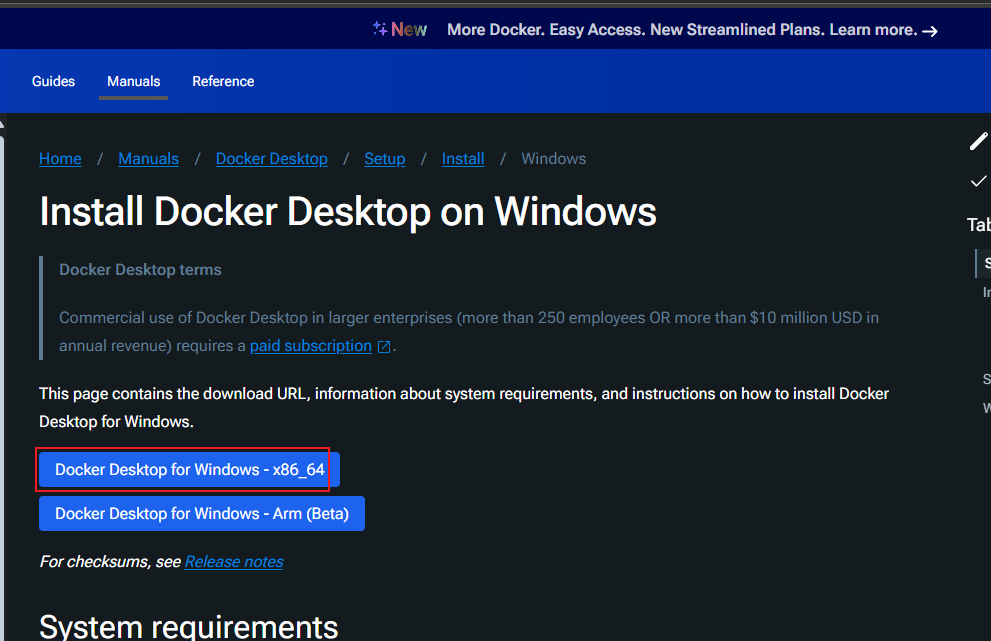 New More Docker. Easy Access. New Streamlined Plans. Learn more. →
Guides Manuals Reference
Home / Manuals / Docker Desktop / Setup / Install / Windows
Install Docker Desktop on Windows
Docker Desktop terms
Commercial use of Docker Desktop in larger enterprises (more than 250 employees OR more than $10 million USD in
annual revenue) requires a paid subscription.
This page contains the download URL, information about system requirements, and instructions on how to install Docker
Desktop for Windows.
Docker Desktop for Windows - x86_64
Docker Desktop for Windows - Arm (Beta)
For checksums, see Release notes
System requirements